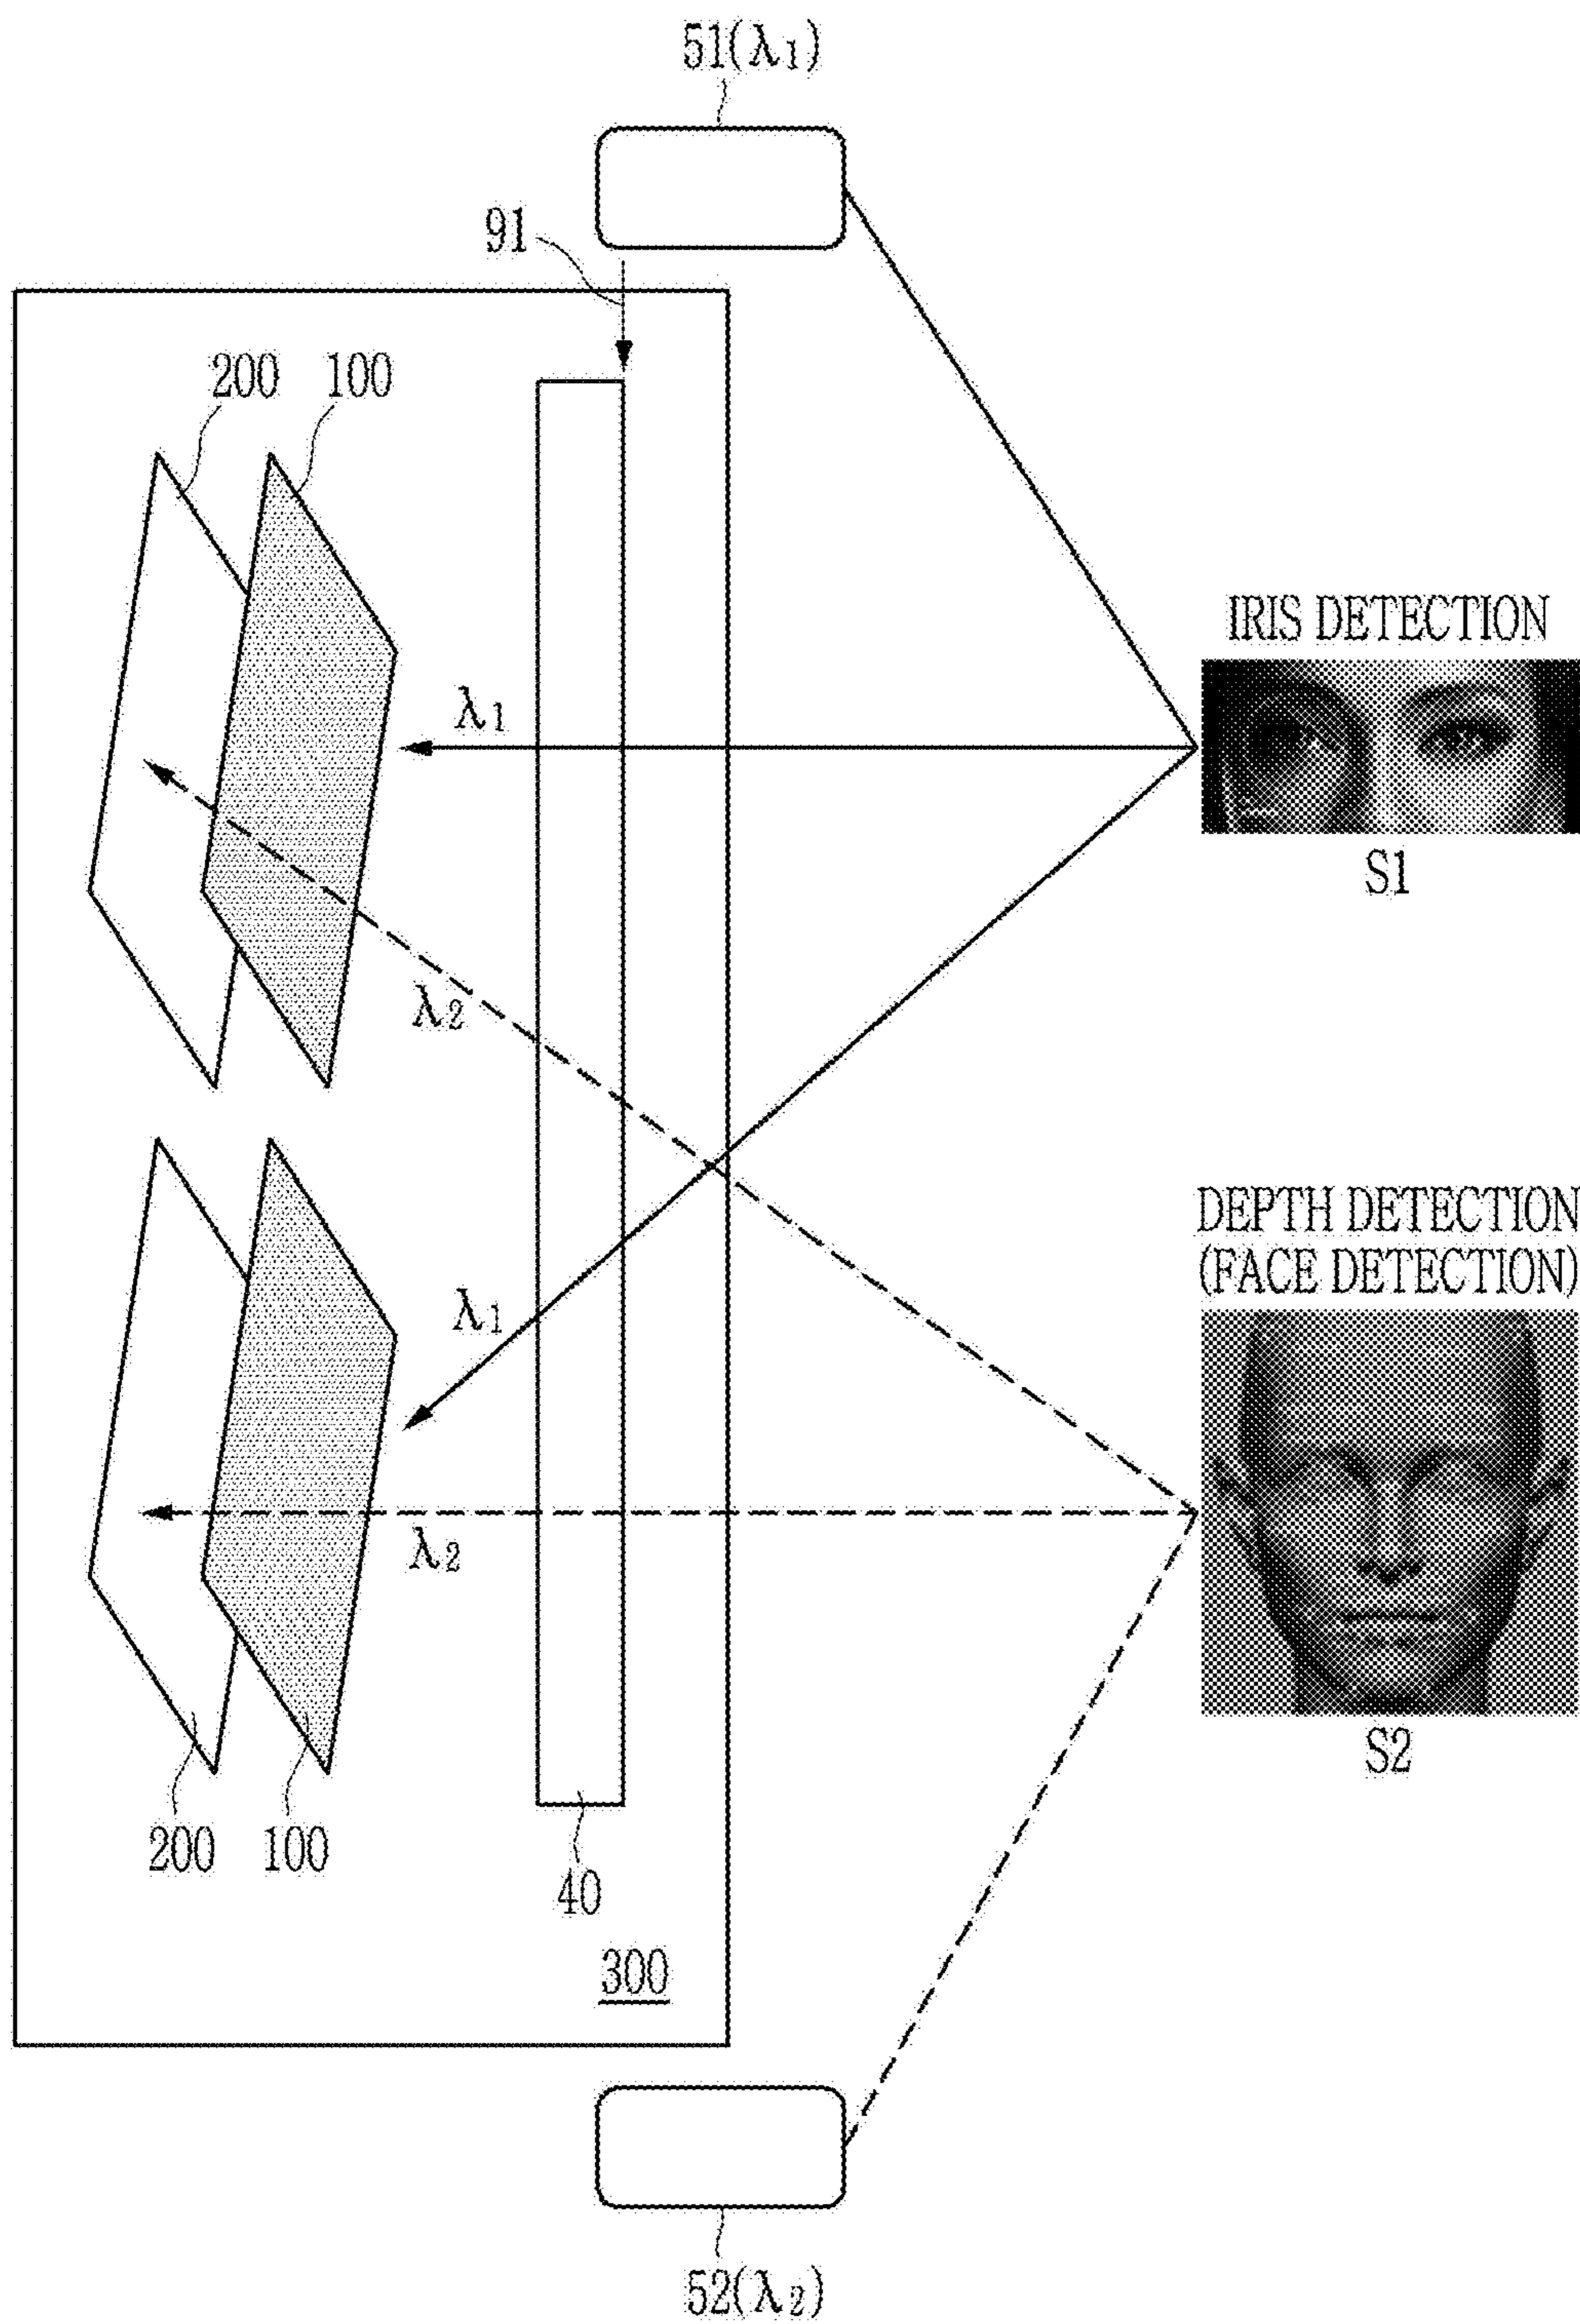 51(λ1)
91
200
100
IRIS DETECTION
λ1
S1
λ2
DEPTH DETECTION
(FACE DETECTION)
λ1
λ2
S2
200
100
40
300
52(λ2)